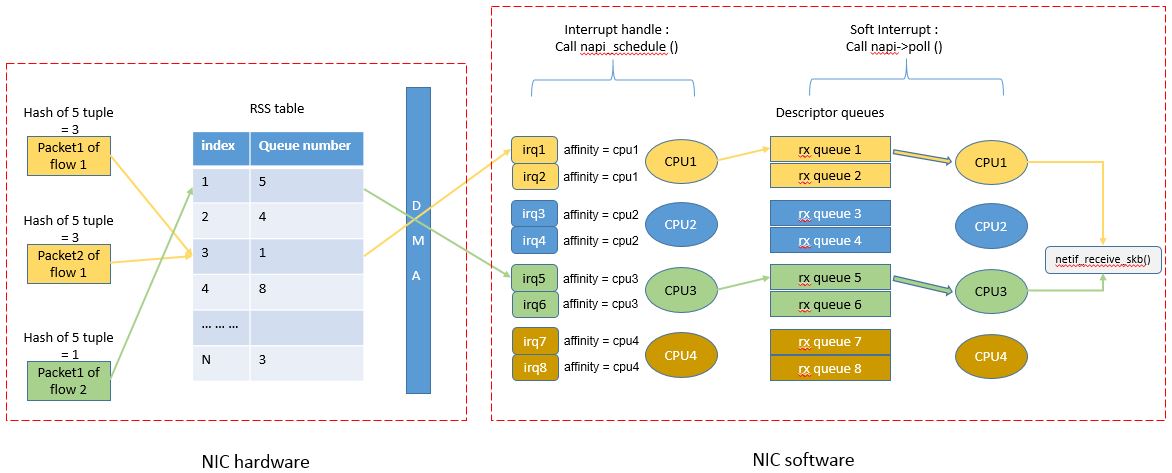 Interrupt handle :
Call napi_schedule ()
Soft Interrupt :
Call napi->poll ()
Hash of 5 tuple
= 3
Packet1 of
flow 1
Hash of 5 tuple
= 3
Packet2 of
flow 1
Hash of 5 tuple
= 1
Packet1 of
flow 2
RSS table
index Queue number
1 5
2 4
3 1
4 8
... ... ...
N 3
D
M
A
irq1 affinity = cpu1
irq2 affinity = cpu1
CPU1
irq3 affinity = cpu2
irq4 affinity = cpu2
CPU2
irq5 affinity = cpu3
irq6 affinity = cpu3
CPU3
irq7 affinity = cpu4
irq8 affinity = cpu4
CPU4
Descriptor queues
rx queue 1
rx queue 2
rx queue 3
rx queue 4
rx queue 5
rx queue 6
rx queue 7
rx queue 8
CPU1
CPU2
CPU3
CPU4
netif_receive_skb()
NIC hardware
NIC software